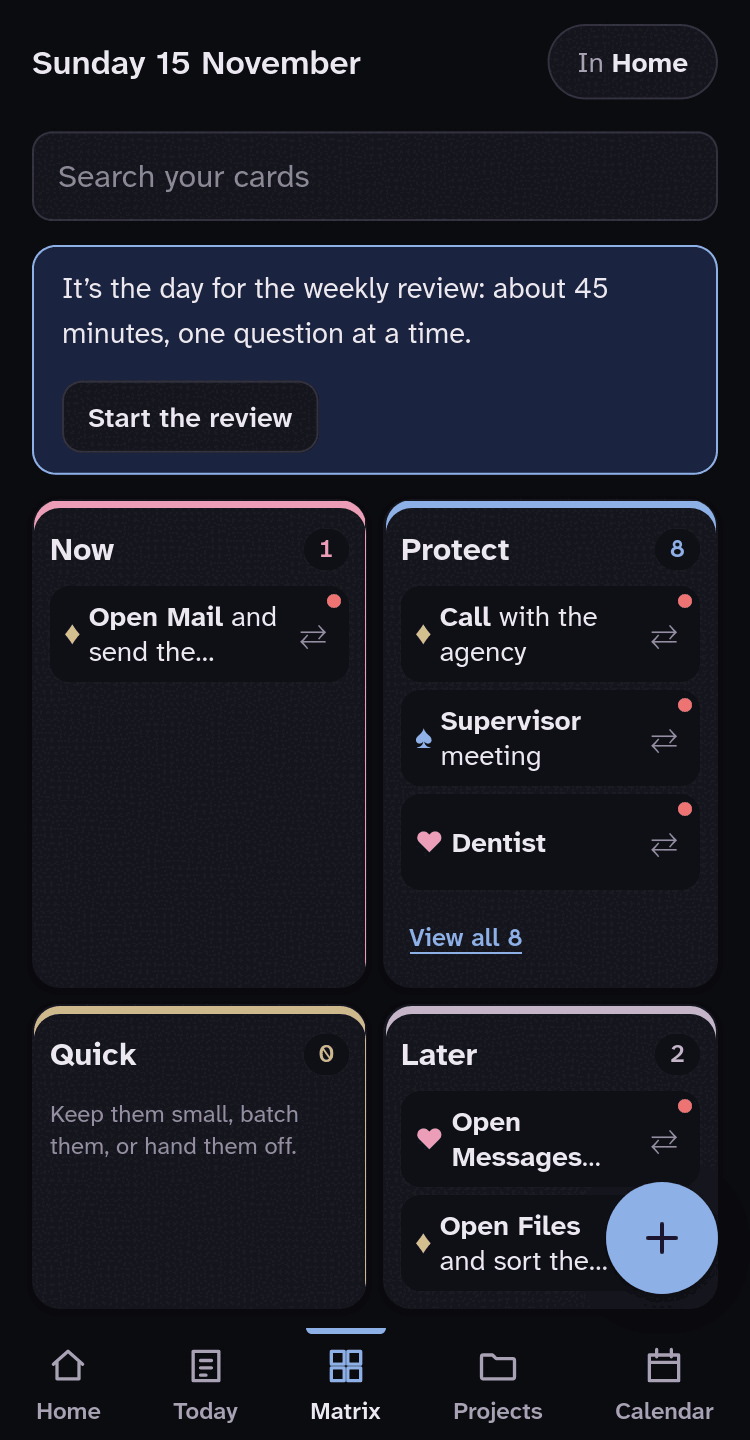 Sunday 15 November
In Home
Search your cards
It’s the day for the weekly review: about 45
minutes, one question at a time.
Start the review
Now
1
Open Mail and
send the...
Protect
8
Call with the
agency
Supervisor
meeting
Dentist
View all 8
Quick
0
Keep them small, batch
them, or hand them off.
Later
2
Open
Messages...
Open Files
and sort the...
Home
Today
Matrix
Projects
Calendar